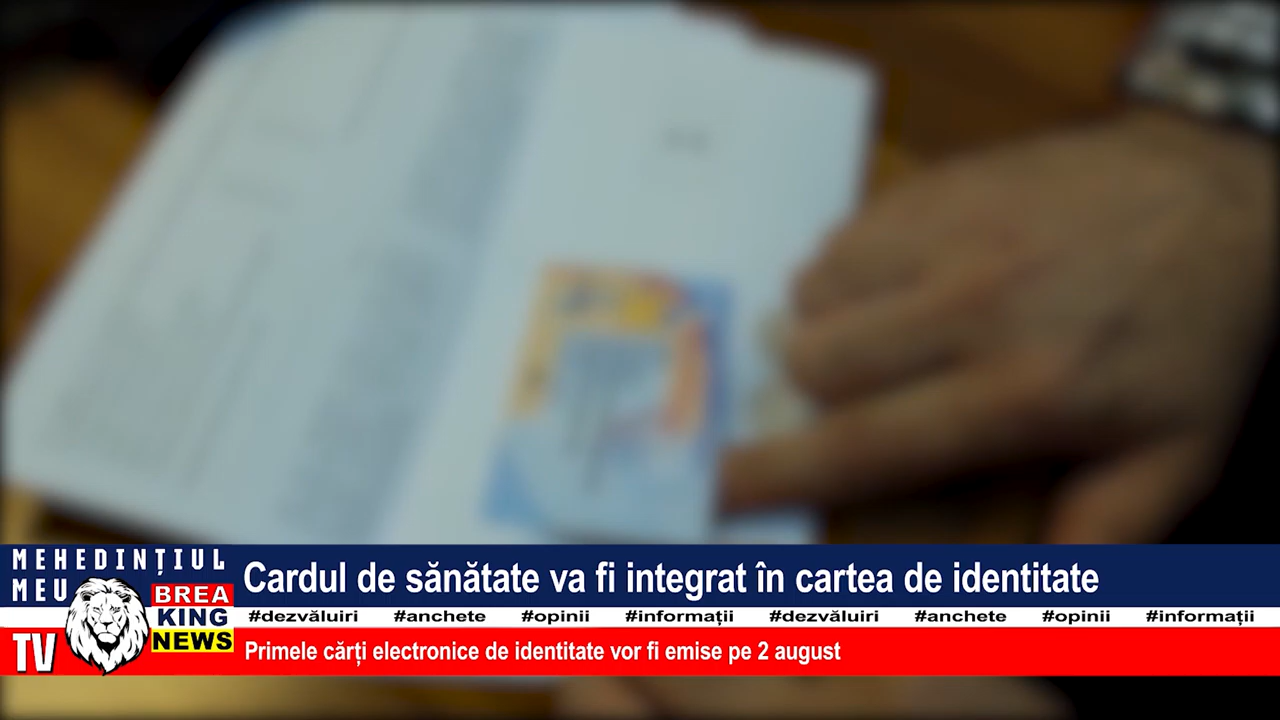 MEHEDINȚIUL
MEU
TV
BREA
KING
NEWS
Cardul de sănătate va fi integrat în cartea de identitate
#dezvăluiri #anchete #opinii #informații #dezvăluiri #anchete #opinii #informații
Primele cărți electronice de identitate vor fi emise pe 2 august